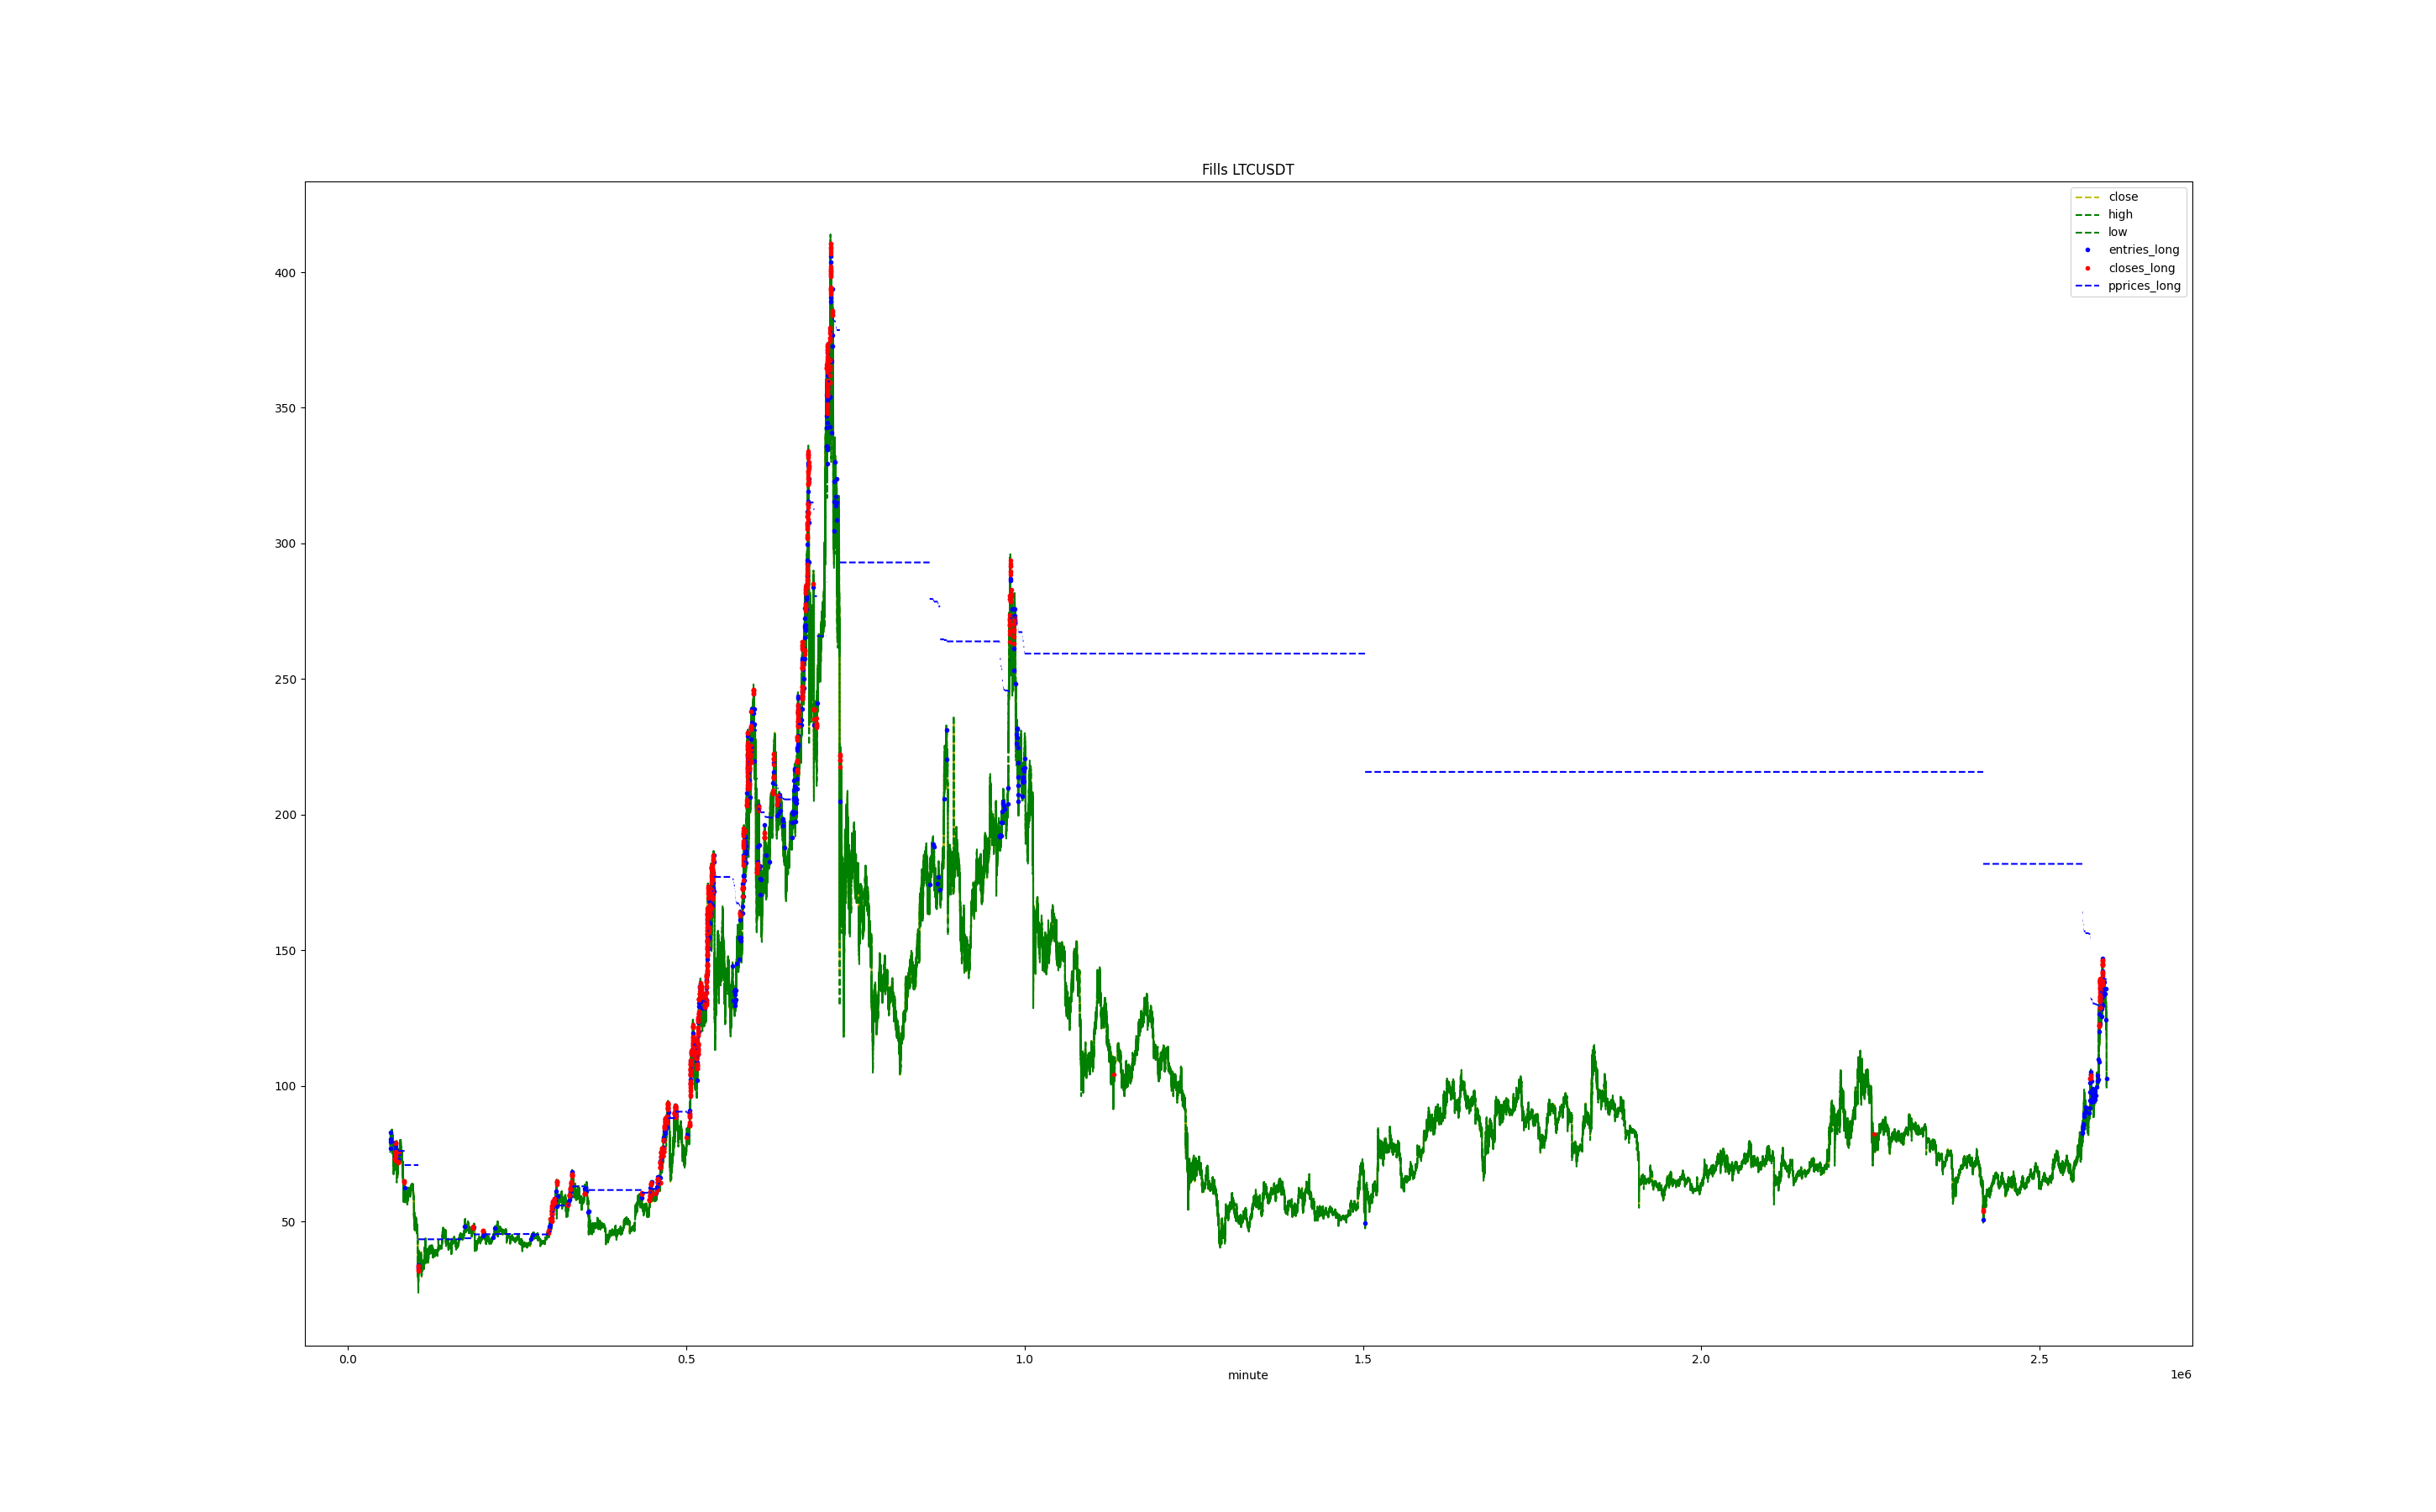 Fills LTCUSDT
close
high
low
entries_long
closes_long
pprices_long
400
350
300
250
200
150
100
50
0.0 0.5 1.0 1.5 2.0 2.5
minute 1e6